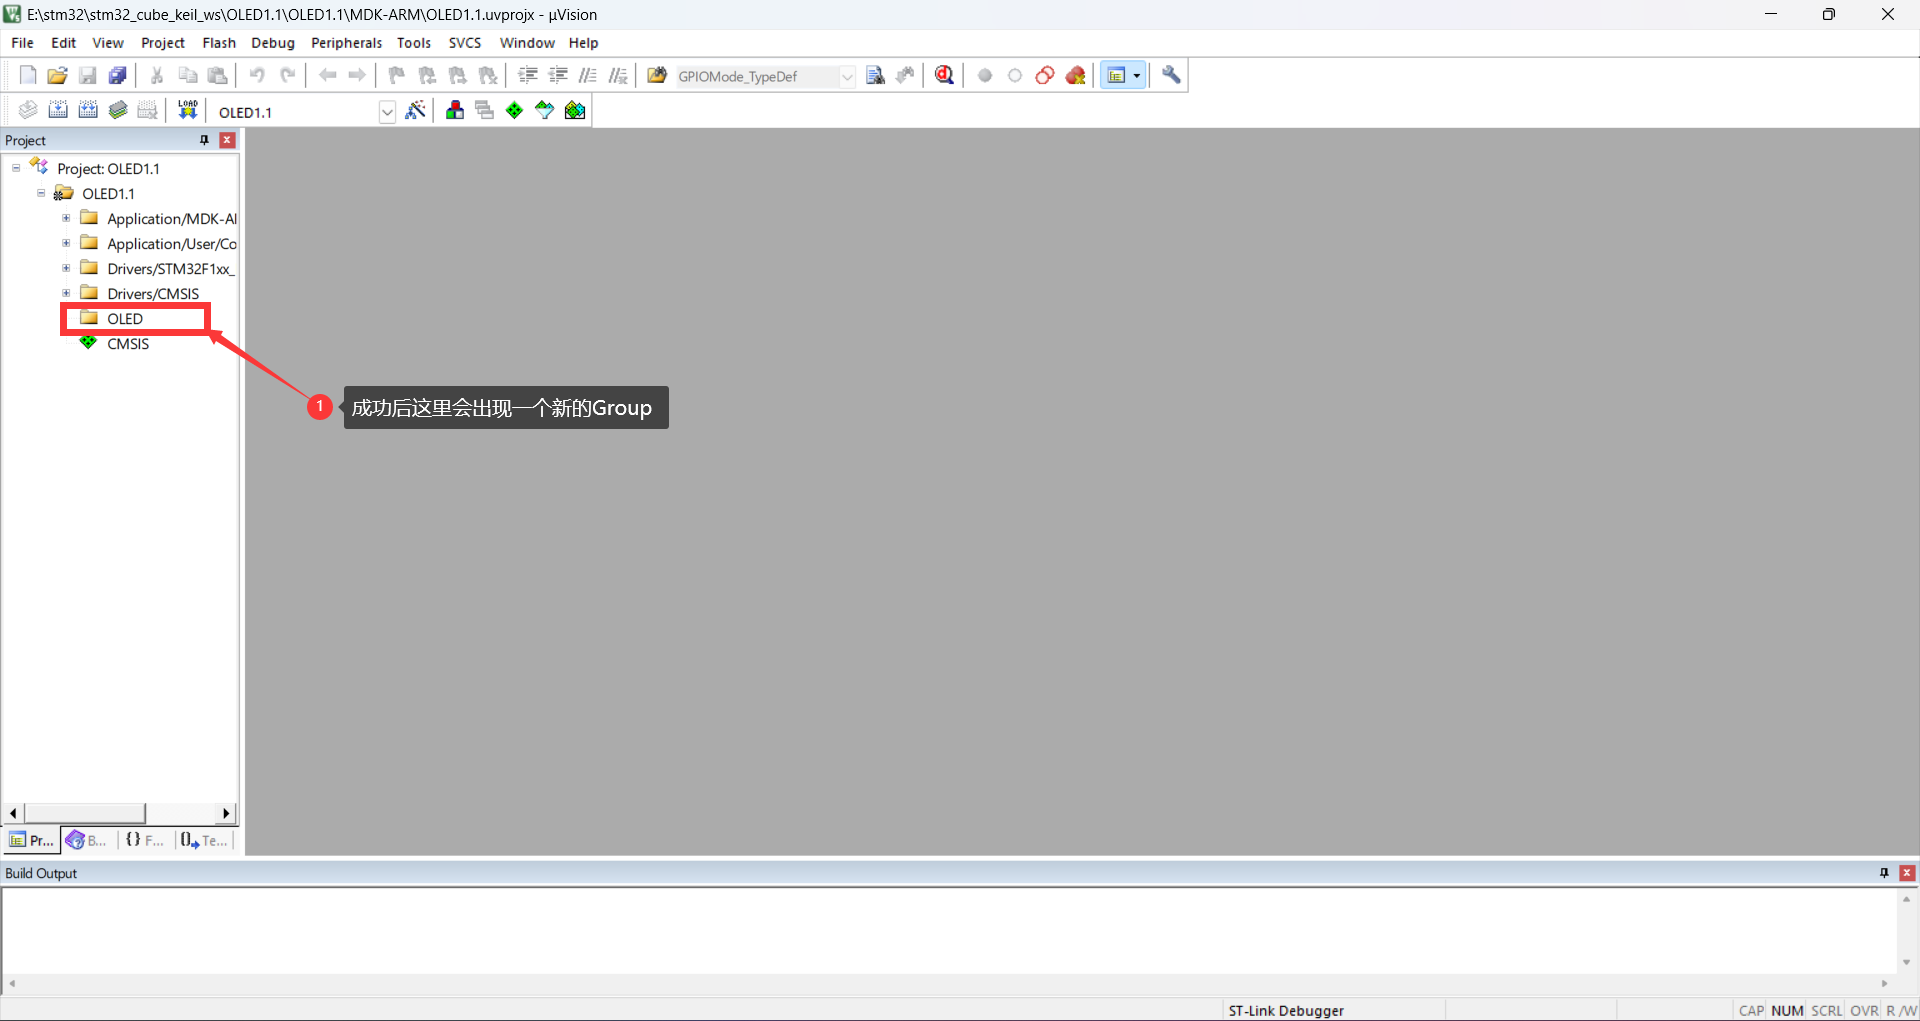 E:\stm32\stm32_cube_keil_ws\OLED1.1\OLED1.1\MDK-ARM\OLED1.1.uvprojx - µVision
File Edit View Project Flash Debug Peripherals Tools SVCS Window Help
GPIOMode_TypeDef
LOAD OLED1.1
Project
Project: OLED1.1
OLED1.1
Application/MDK-AI
Application/User/Co
Drivers/STM32F1xx_
Drivers/CMSIS
OLED
CMSIS
1 成功后这里会出现一个新的Group
Pr... B... {} F... Te...
Build Output
ST-Link Debugger
CAP NUM SCRL OVR R/W